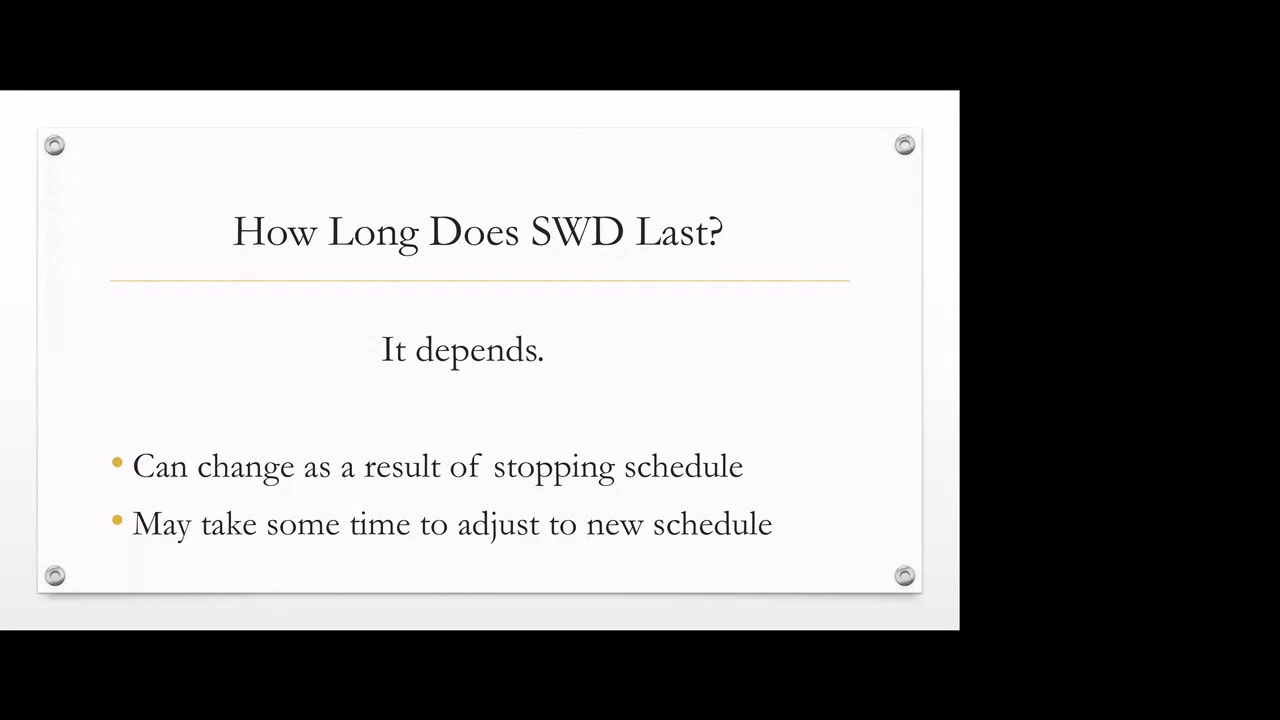 How Long Does SWD Last?
It depends.
• Can change as a result of stopping schedule
• May take some time to adjust to new schedule